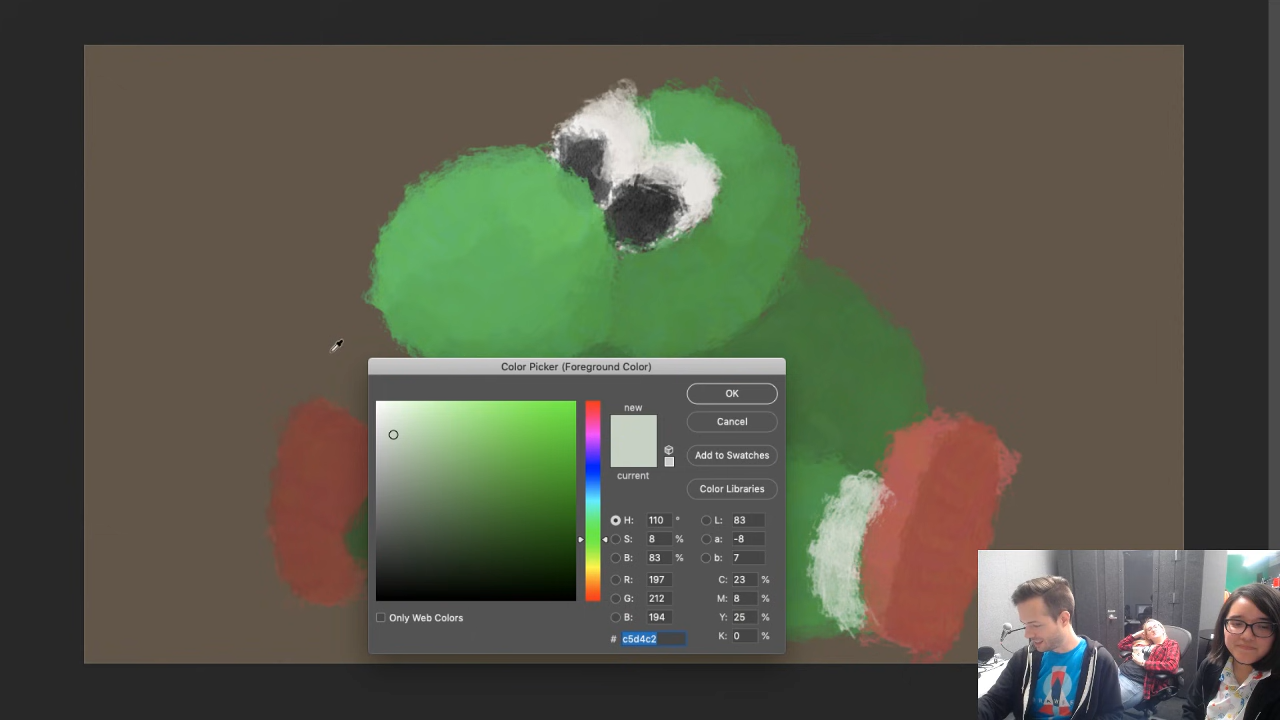 Color Picker (Foreground Color)
new
current
OK
Cancel
Add to Swatches
Color Libraries
H: 110 °
S: 8 %
B: 83 %
R: 197
G: 212
B: 194
# c5d4c2
L: 83
a: -8
b: 7
C: 23 %
M: 8 %
Y: 25 %
K: 0 %
Only Web Colors